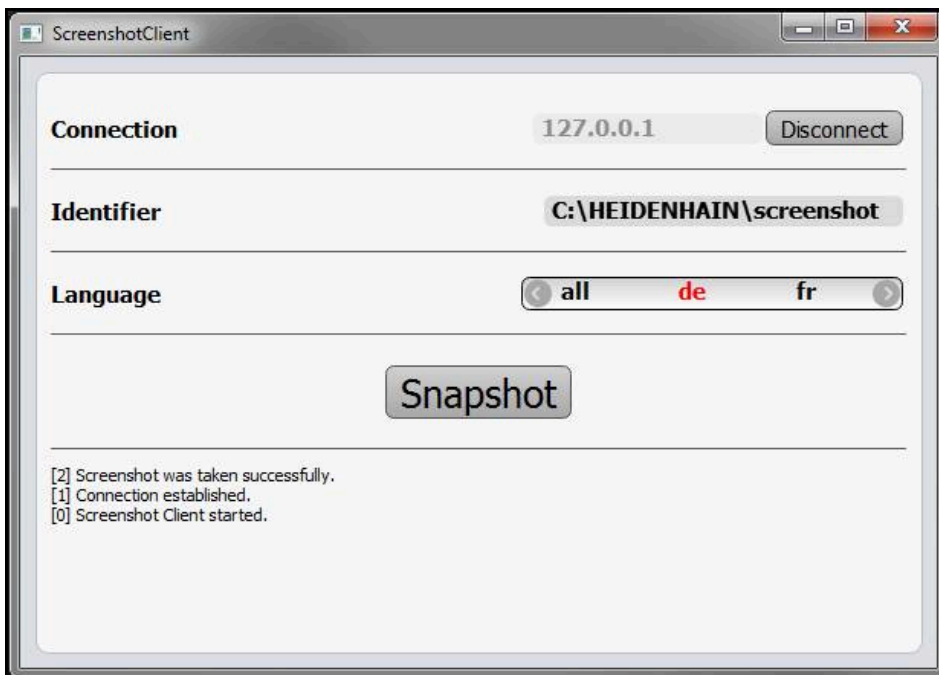 ScreenshotClient
Connection 127.0.0.1 Disconnect
Identifier C:\HEIDENHAIN\screenshot
Language all de fr
Snapshot
[2] Screenshot was taken successfully.
[1] Connection established.
[0] Screenshot Client started.